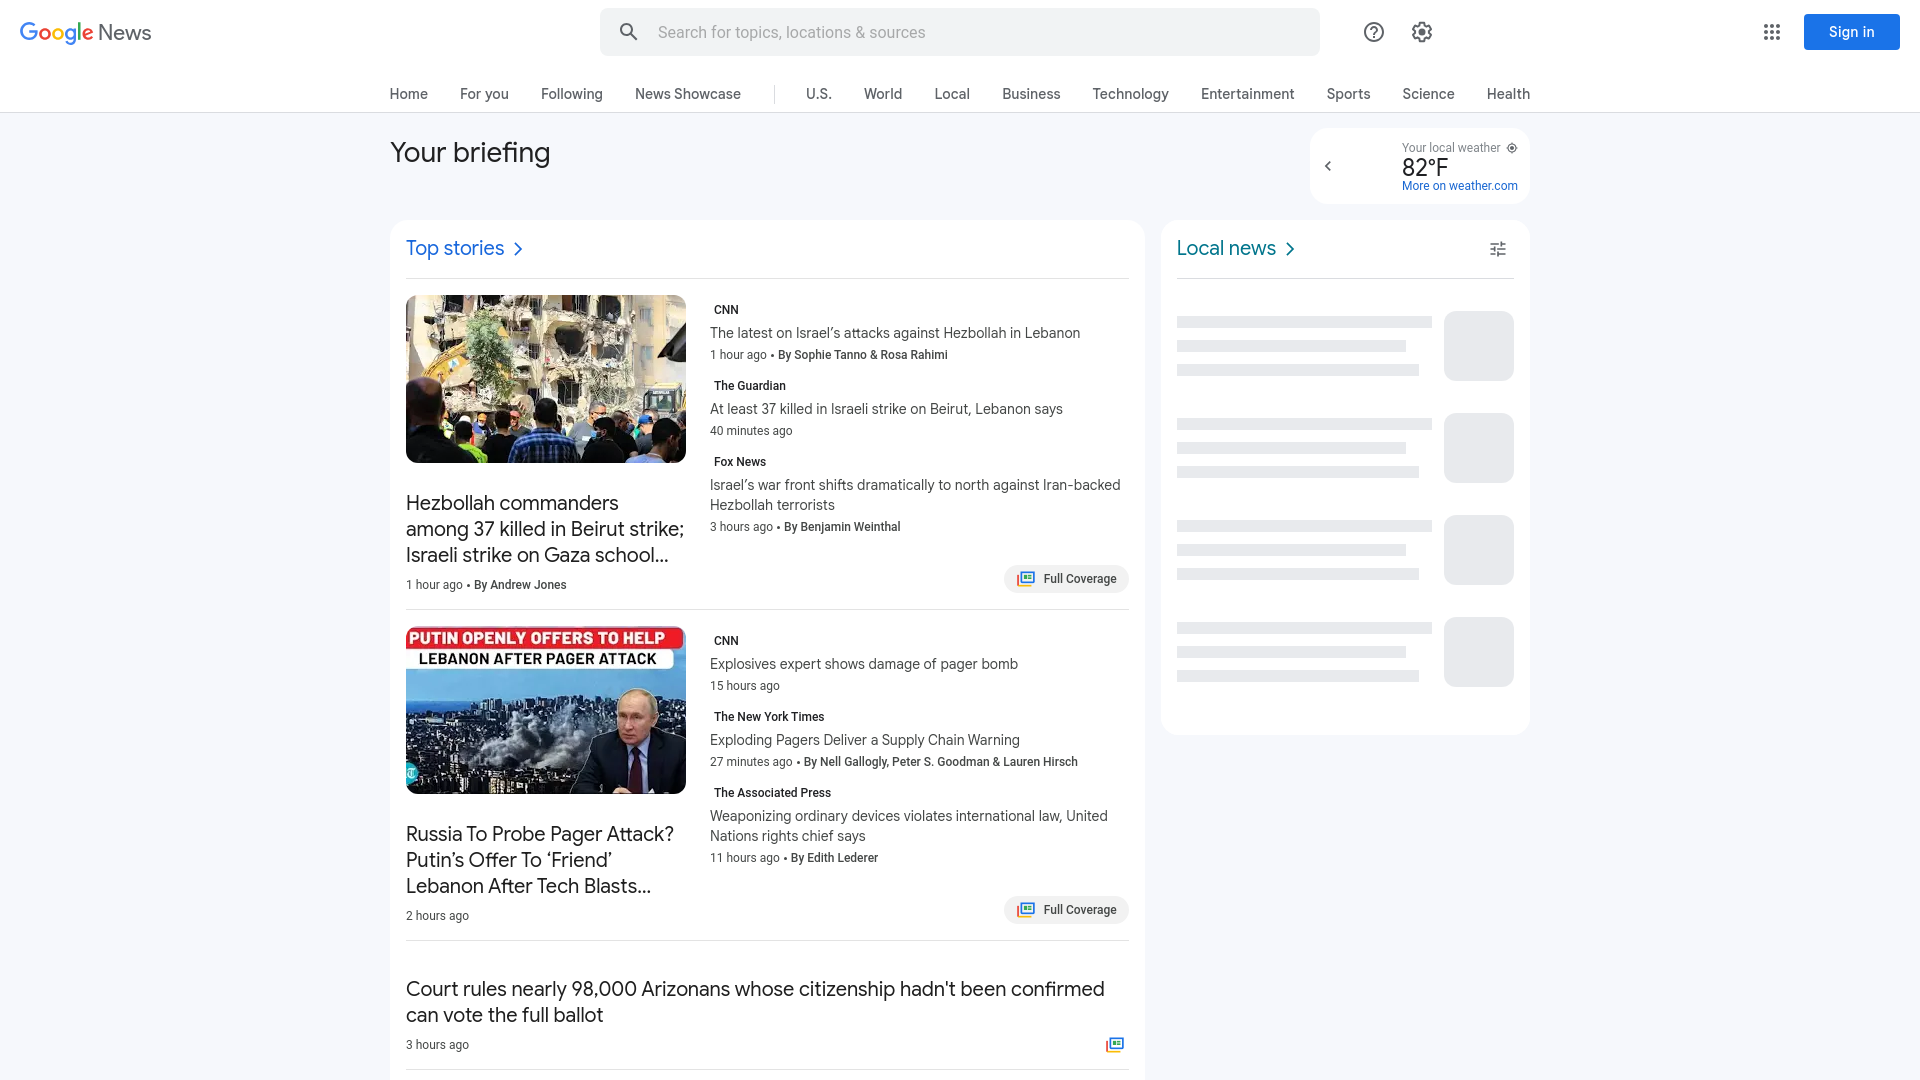 Google News
Search for topics, locations & sources
Sign in
Home
For you
Following
News Showcase
U.S.
World
Local
Business
Technology
Entertainment
Sports
Science
Health
Your briefing
Your local weather
82°F
More on weather.com
Top stories
Hezbollah commanders
among 37 killed in Beirut strike;
Israeli strike on Gaza school...
1 hour ago • By Andrew Jones
CNN
The latest on Israel’s attacks against Hezbollah in Lebanon
1 hour ago • By Sophie Tanno & Rosa Rahimi
The Guardian
At least 37 killed in Israeli strike on Beirut, Lebanon says
40 minutes ago
Fox News
Israel’s war front shifts dramatically to north against Iran-backed
Hezbollah terrorists
3 hours ago • By Benjamin Weinthal
Full Coverage
PUTIN OPENLY OFFERS TO HELP
LEBANON AFTER PAGER ATTACK
Russia To Probe Pager Attack?
Putin’s Offer To ‘Friend’
Lebanon After Tech Blasts...
2 hours ago
CNN
Explosives expert shows damage of pager bomb
15 hours ago
The New York Times
Exploding Pagers Deliver a Supply Chain Warning
27 minutes ago • By Nell Gallogly, Peter S. Goodman & Lauren Hirsch
The Associated Press
Weaponizing ordinary devices violates international law, United
Nations rights chief says
11 hours ago • By Edith Lederer
Full Coverage
Court rules nearly 98,000 Arizonans whose citizenship hadn't been confirmed
can vote the full ballot
3 hours ago
Local news